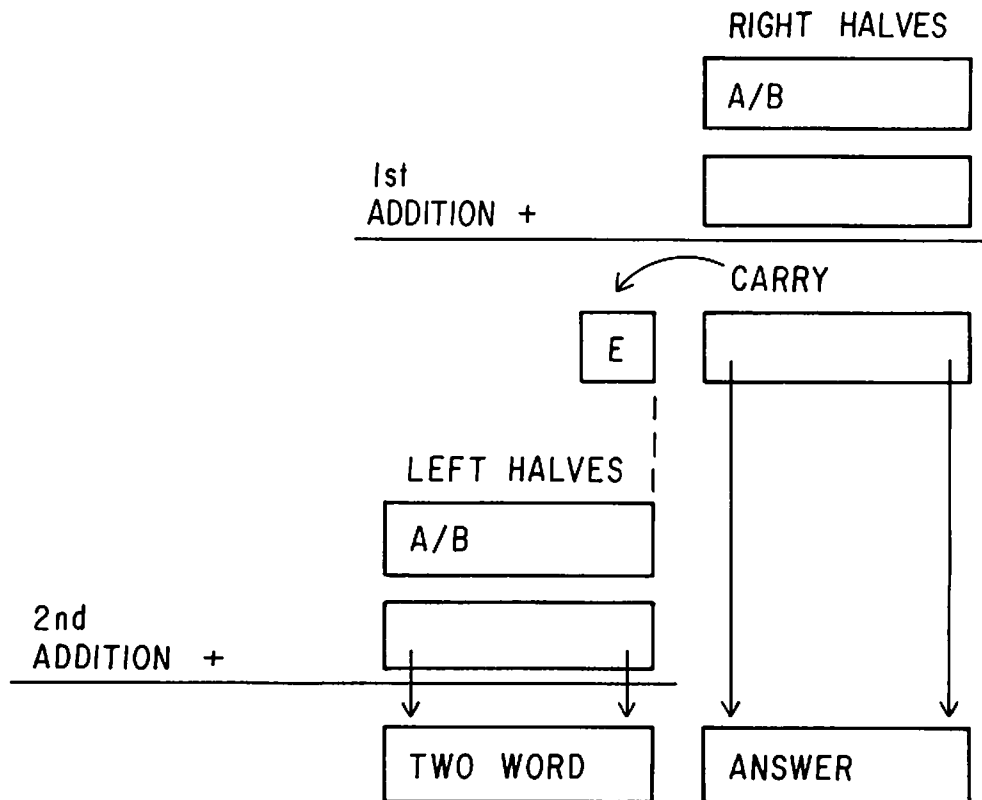 RIGHT HALVES
A/B
1st
ADDITION +
CARRY
E
LEFT HALVES
A/B
2nd
ADDITION +
TWO WORD ANSWER